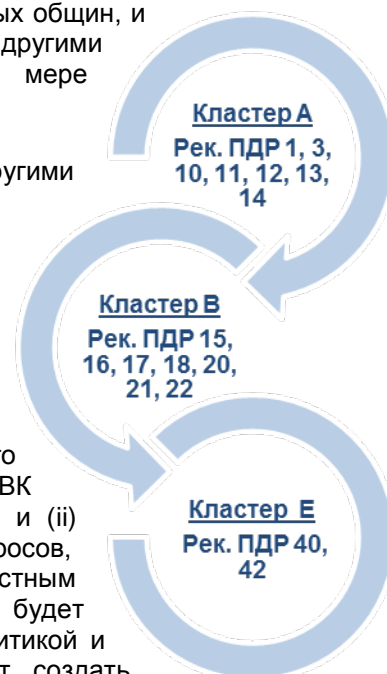 ых общин, и
другими
мере
Кластер А
Рек. ПДР 1, 3,
10, 11, 12, 13,
14
ругими
Кластер В
Рек. ПДР 15,
16, 17, 18, 20,
21, 22
го
ВК
и (ii)
росов,
стным
будет
итикой и
т создать
Кластер Е
Рек. ПДР 40,
42